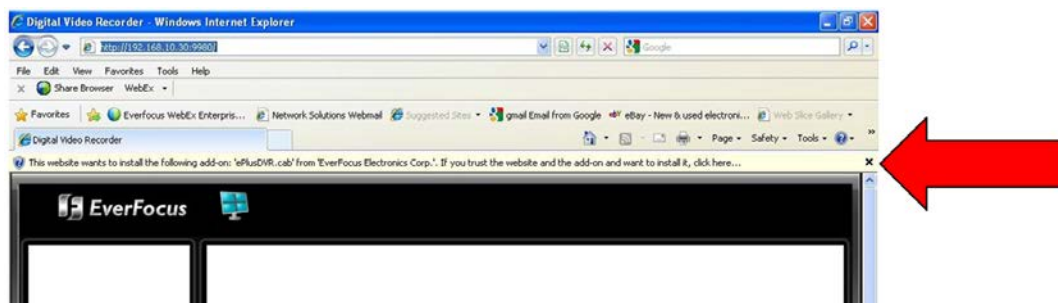 Digital Video Recorder - Windows Internet Explorer
http://192.168.10.30:9980/
Google
File Edit View Favorites Tools Help
x Share Browser WebEx
Favorites Everfocus WebEx Enterpris... Network Solutions Webmail Suggested Sites gmail Email from Google eBay - New & used electroni... Web Slice Gallery
Digital Video Recorder
Page Safety Tools
This website wants to install the following add-on: 'ePlusDVR.cab' from 'EverFocus Electronics Corp.'. If you trust the website and the add-on and want to install it, click here...
EverFocus